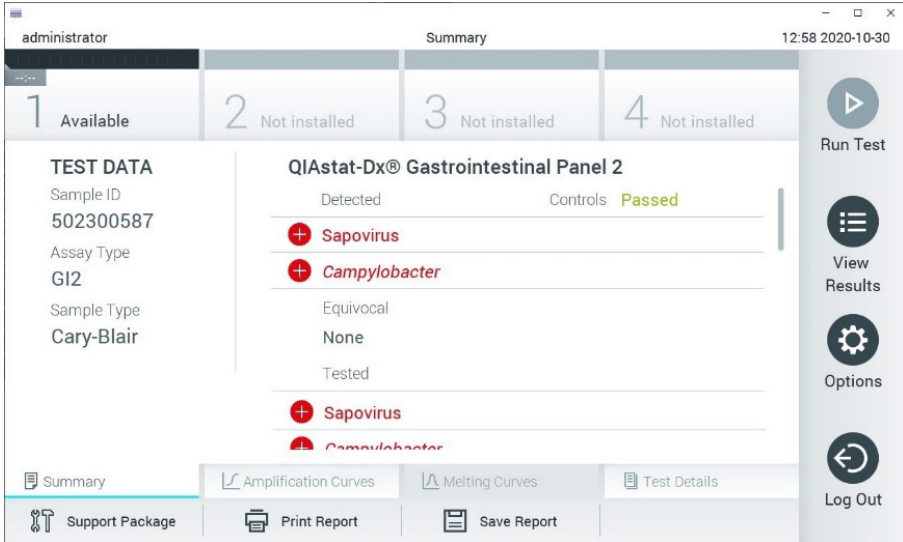 administrator Summary 12:58 2020-10-30
--:--
1 Available 2 Not installed 3 Not installed 4 Not installed
Run Test
TEST DATA
Sample ID
502300587
Assay Type
GI2
Sample Type
Cary-Blair
QIAstat-Dx® Gastrointestinal Panel 2
Detected Controls Passed
Sapovirus
Campylobacter
Equivocal
None
Tested
Sapovirus
Campylobacter
View
Results
Options
Log Out
Summary Amplification Curves Melting Curves Test Details
Support Package Print Report Save Report